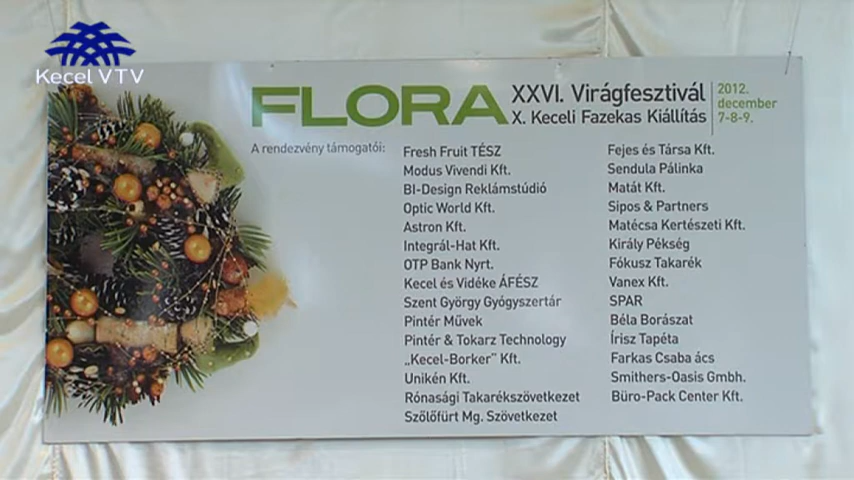 Kecel VTV
FLORA
XXVI. Virágfesztivál
X. Keceli Fazekas Kiállítás
2012.
december
7-8-9.
A rendezvény támogatói:
Fresh Fruit TÉSZ
Modus Vivendi Kft.
BI-Design Reklámstúdió
Optic World Kft.
Astron Kft.
Integrál-Hat Kft.
OTP Bank Nyrt.
Kecel és Vidéke ÁFÉSZ
Szent György Gyógyszertár
Pintér Művek
Pintér & Tokarz Technology
„Kecel-Borker" Kft.
Unikén Kft.
Rónasági Takarékszövetkezet
Szőlőfürt Mg. Szövetkezet
Fejes és Társa Kft.
Sendula Pálinka
Matát Kft.
Sipos & Partners
Matécsa Kertészeti Kft.
Király Pékség
Fókusz Takarék
Vanex Kft.
SPAR
Béla Borászat
Írisz Tapéta
Farkas Csaba ács
Smithers-Oasis Gmbh.
Büro-Pack Center Kft.